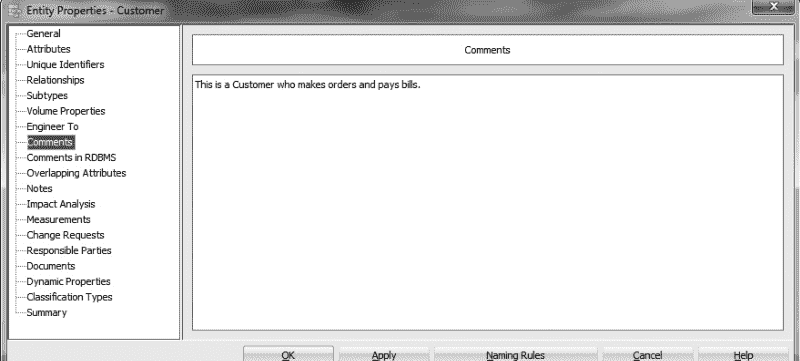 Entity Properties - Customer
General
Attributes
Unique Identifiers
Relationships
Subtypes
Volume Properties
Engineer To
Comments
Comments in RDBMS
Overlapping Attributes
Notes
Impact Analysis
Measurements
Change Requests
Responsible Parties
Documents
Dynamic Properties
Classification Types
Summary
Comments
This is a Customer who makes orders and pays bills.
OK Apply Naming Rules Cancel Help